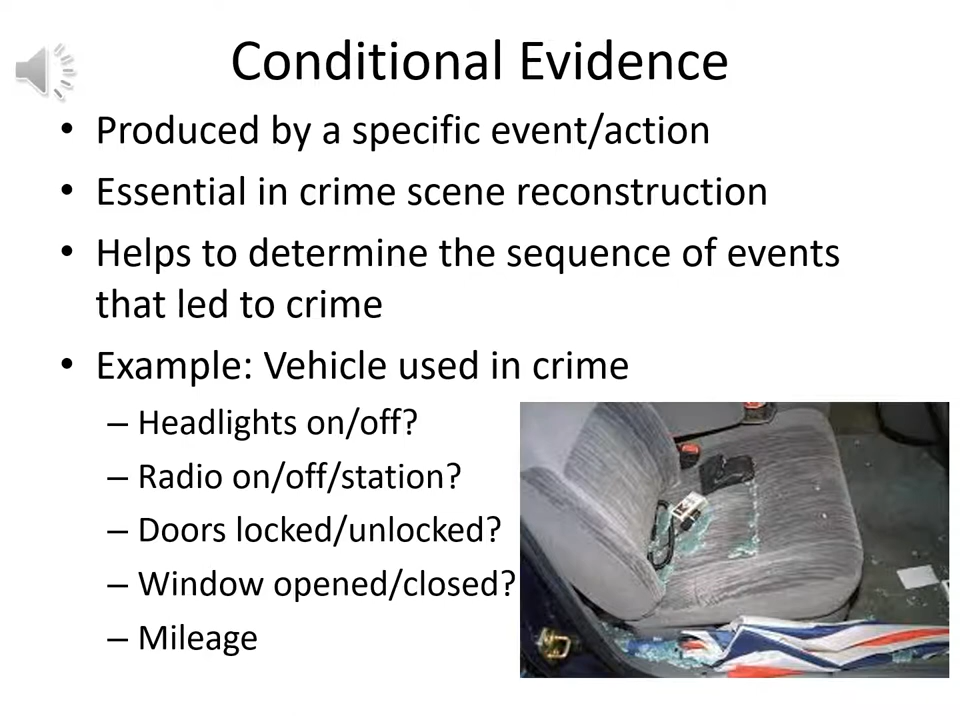 Conditional Evidence
• Produced by a specific event/action
• Essential in crime scene reconstruction
• Helps to determine the sequence of events
that led to crime
• Example: Vehicle used in crime
– Headlights on/off?
– Radio on/off/station?
– Doors locked/unlocked?
– Window opened/closed?
– Mileage